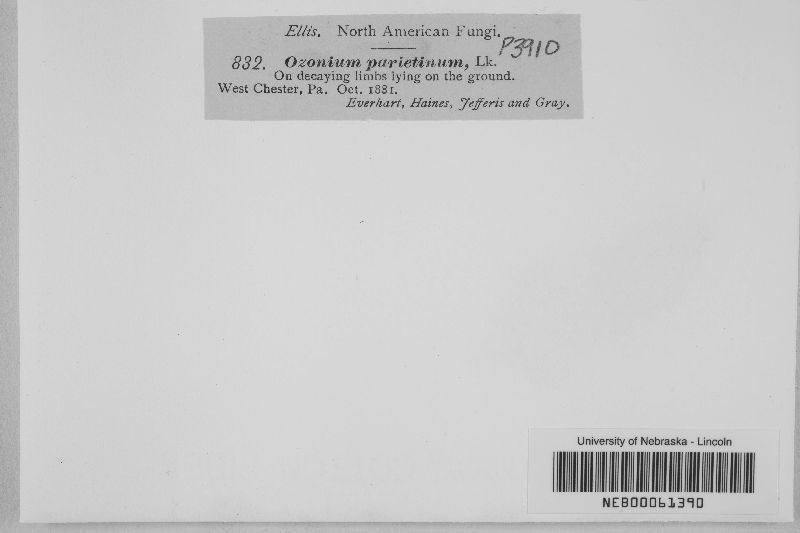 Ellis. North American Fungi.
P3910
832. Ozonium parietinum, Lk.
On decaying limbs lying on the ground.
West Chester, Pa. Oct. 1881.
Everhart, Haines, Jefferis and Gray.
University of Nebraska - Lincoln
NEB00061390